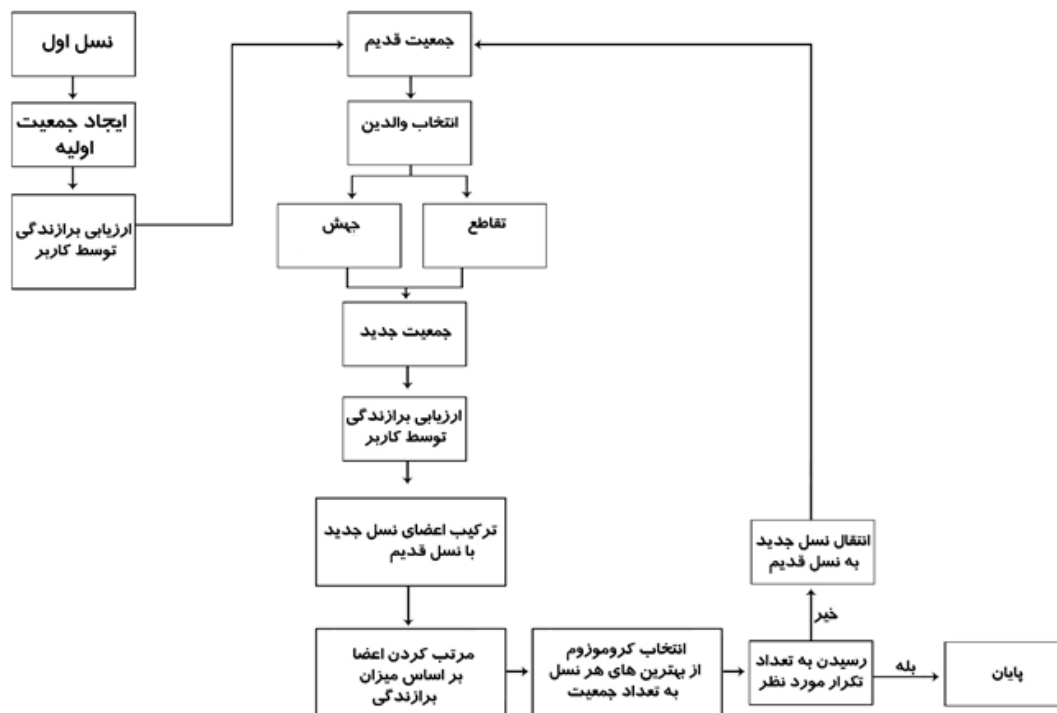 نسل اول
ایجاد جمعیت
اولیه
ارزیابی برازندگی
توسط کاربر
جمعیت قدیم
انتخاب والدین
تقاطع
جهش
جمعیت جدید
ارزیابی برازندگی
توسط کاربر
ترکیب اعضای نسل جدید
با نسل قدیم
مرتب کردن اعضا
بر اساس میزان
برازندگی
انتخاب کروموزوم
از بهترین های هر نسل
به تعداد جمعیت
رسیدن به تعداد
تکرار مورد نظر
خیر
انتقال نسل جدید
به نسل قدیم
بله
پایان